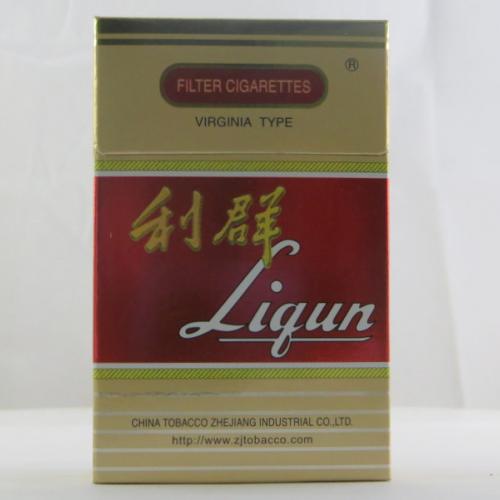 FILTER CIGARETTES
®
VIRGINIA TYPE
利群
Liqun
CHINA TOBACCO ZHEJIANG INDUSTRIAL CO.,LTD.
http://www.zjtobacco.com